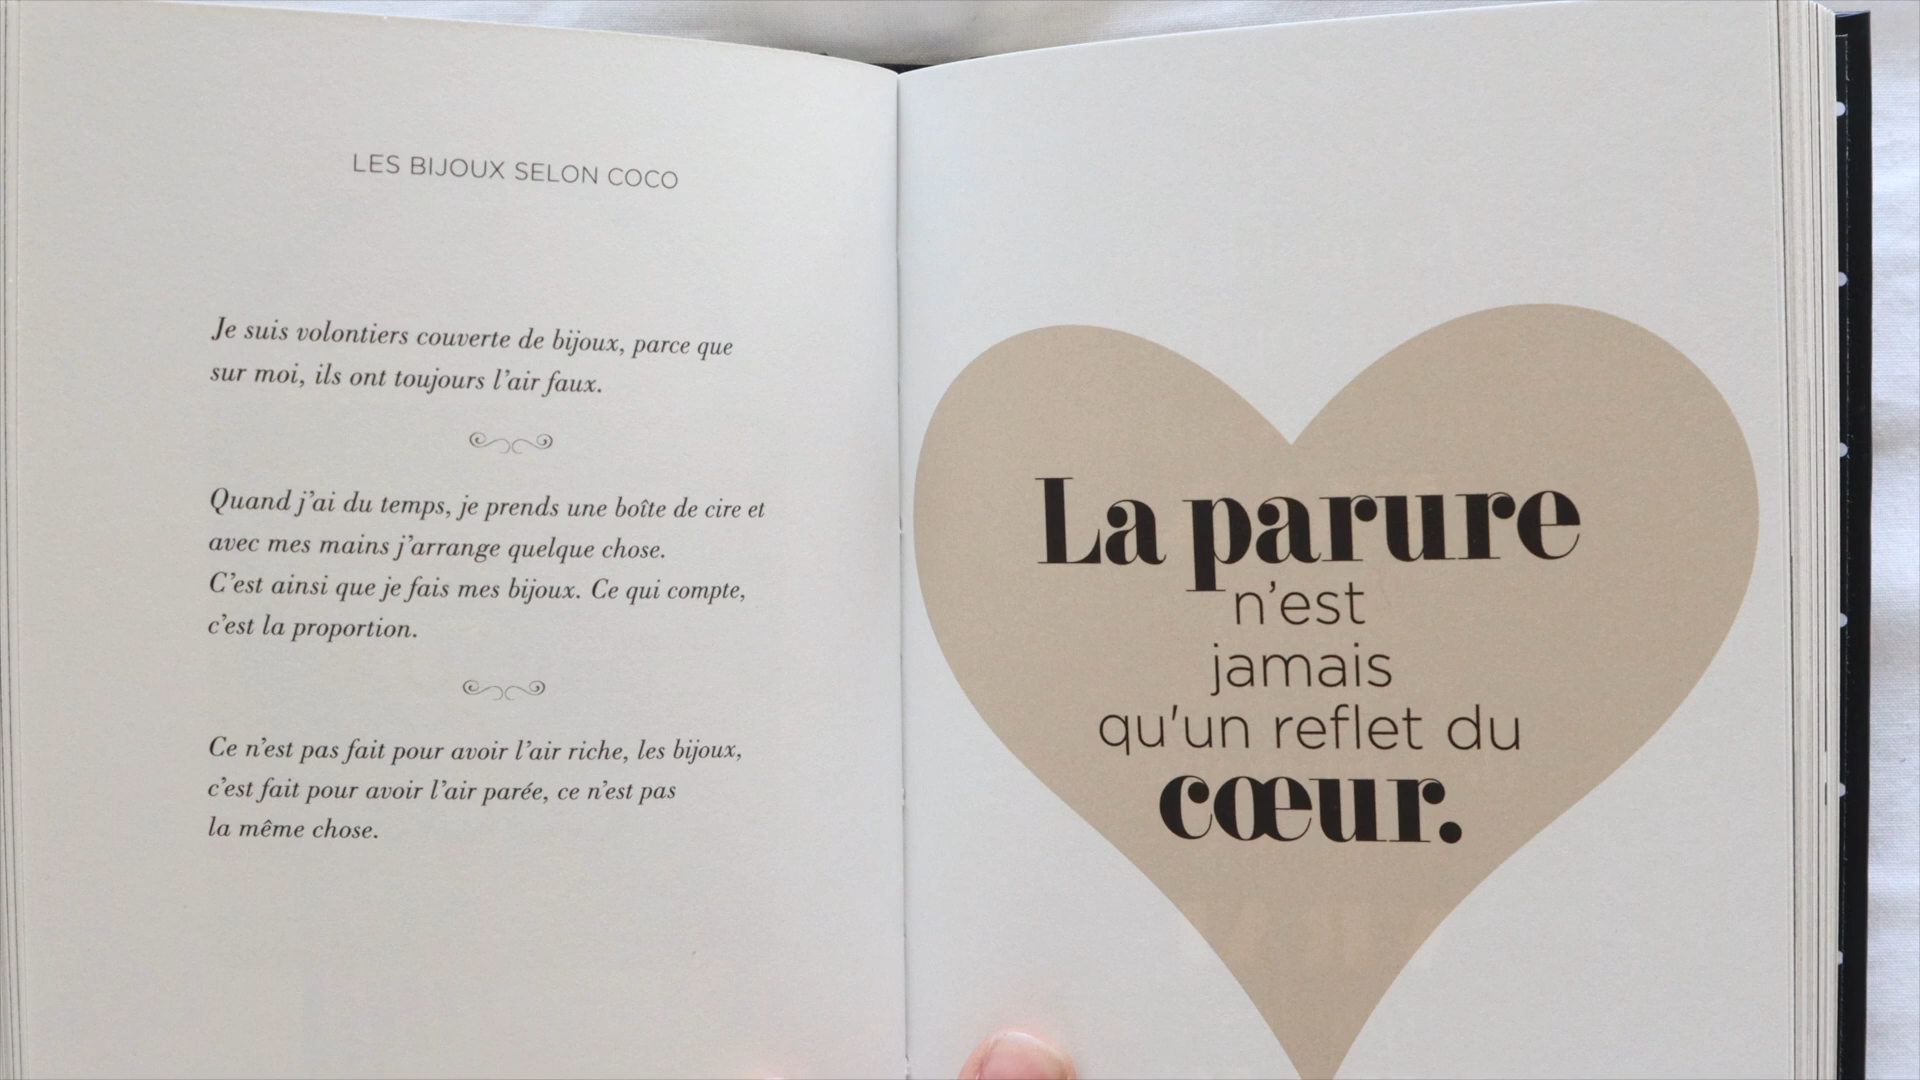 LES BIJOUX SELON COCO
Je suis volontiers couverte de bijoux, parce que
sur moi, ils ont toujours l’air faux.
Quand j’ai du temps, je prends une boîte de cire et
avec mes mains j’arrange quelque chose.
C’est ainsi que je fais mes bijoux. Ce qui compte,
c’est la proportion.
Ce n’est pas fait pour avoir l’air riche, les bijoux,
c’est fait pour avoir l’air parée, ce n’est pas
la même chose.
La parure
n’est
jamais
qu'un reflet du
cœur.